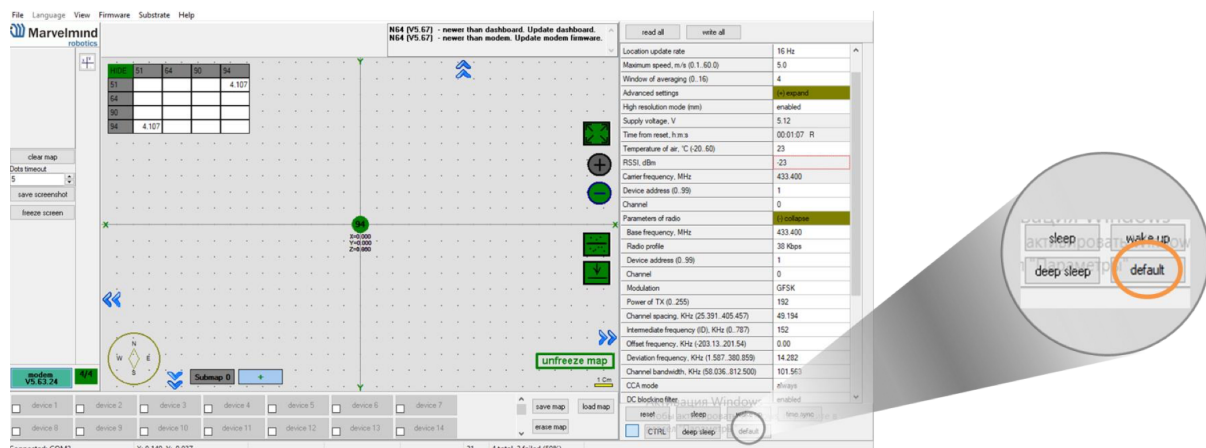 File Language View Firmware Substrate Help
Marvelmind
robotics
N64 (V5.67) - newer than dashboard. Update dashboard.
N64 (V5.67) - newer than modem. Update modem firmware.
read all write all
HIDE 51 64 90 94
51 4.107
64
90
94 4.107
clear map
Dots timeout
5
save screenshot
freeze screen
Y
X
X
94
X=0.000
Y=0.000
N
W E
S
Submap 0 +
unfreeze map
1 Cm
Y
modem
V5.63.24
4/4
Location update rate 16 Hz
Maximum speed, m/s (0.1..60.0) 5.0
Window of averaging (0..16) 4
Advanced settings (+) expand
High resolution mode (mm) enabled
Supply voltage, V 5.12
Time from reset, h:m:s 00:01:07 R
Temperature of air, °C (-20..60) 23
RSSI, dBm -23
Carrier frequency, MHz 433.400
Device address (0..99) 1
Channel 0
Parameters of radio (-) collapse
Base frequency, MHz 433.400
Radio profile 38 Kbps
Device address (0..99) 1
Channel 0
Modulation GFSK
Power of TX (0..255) 192
Channel spacing, KHz (25.391..405.457) 49.194
Intermediate frequency (ID), KHz (0..787) 152
Offset frequency, KHz (-203.13..201.54) 0.00
Deviation frequency, KHz (1.587..380.859) 14.282
Channel bandwidth, KHz (58.036..812.500) 101.563
CCA mode always
DC blocking filter enabled
Активация Windows
reset sleep time sync
CTRL deep sleep default
device 1 device 2 device 3 device 4 device 5 device 6 device 7
device 8 device 9 device 10 device 11 device 12 device 13 device 14
save map load map
erase map
sleep wake up
deep sleep default
"Параметры"